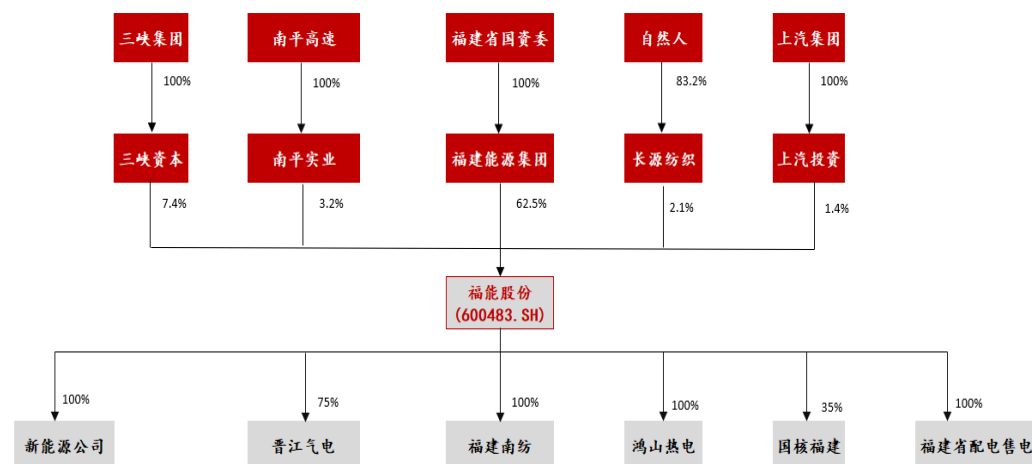 三峡集团
南平高速
福建省国资委
自然人
上汽集团
100%
100%
100%
83.2%
100%
三峡资本
南平实业
福建能源集团
长源纺织
上汽投资
7.4%
3.2%
62.5%
2.1%
1.4%
福能股份
(600483.SH)
100%
75%
100%
100%
35%
100%
新能源公司
晋江气电
福建南纺
鸿山热电
国核福建
福建省配电售电